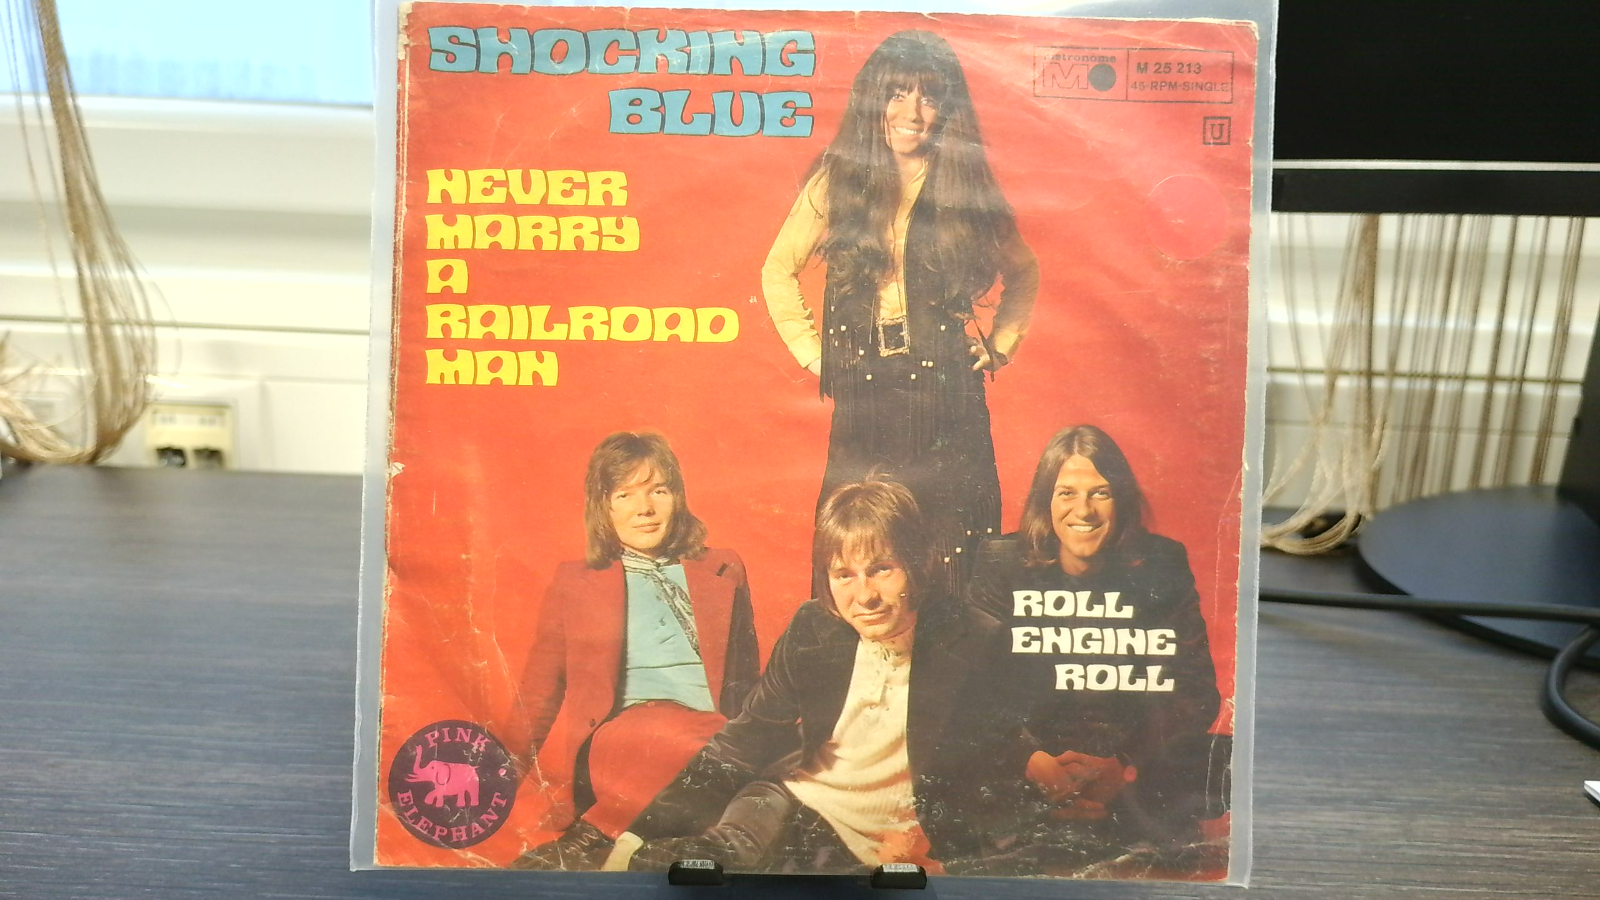 SHOCKING
BLUE
metronome
M 25 213
45-RPM-SINGLE
U
NEVER
MARRY
A
RAILROAD
MAN
ROLL
ENGINE
ROLL
PINK
ELEPHANT